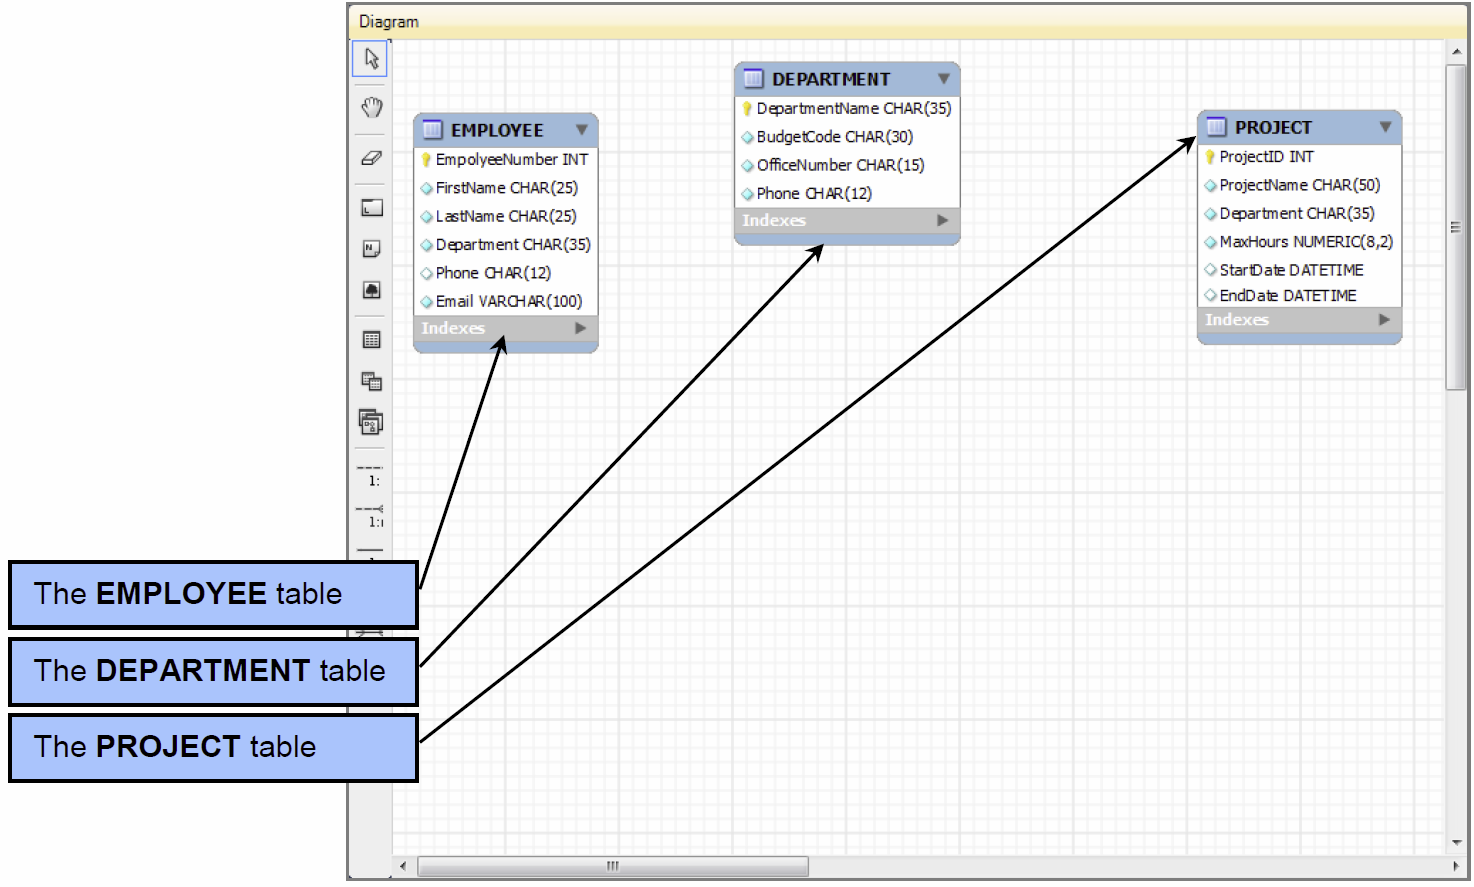 Diagram
EMPLOYEE
EmpolyeeNumber INT
FirstName CHAR(25)
LastName CHAR(25)
Department CHAR(35)
Phone CHAR(12)
Email VARCHAR(100)
Indexes
DEPARTMENT
DepartmentName CHAR(35)
BudgetCode CHAR(30)
OfficeNumber CHAR(15)
Phone CHAR(12)
Indexes
PROJECT
ProjectID INT
ProjectName CHAR(50)
Department CHAR(35)
MaxHours NUMERIC(8,2)
StartDate DATETIME
EndDate DATETIME
Indexes
1:
The EMPLOYEE table
The DEPARTMENT table
The PROJECT table